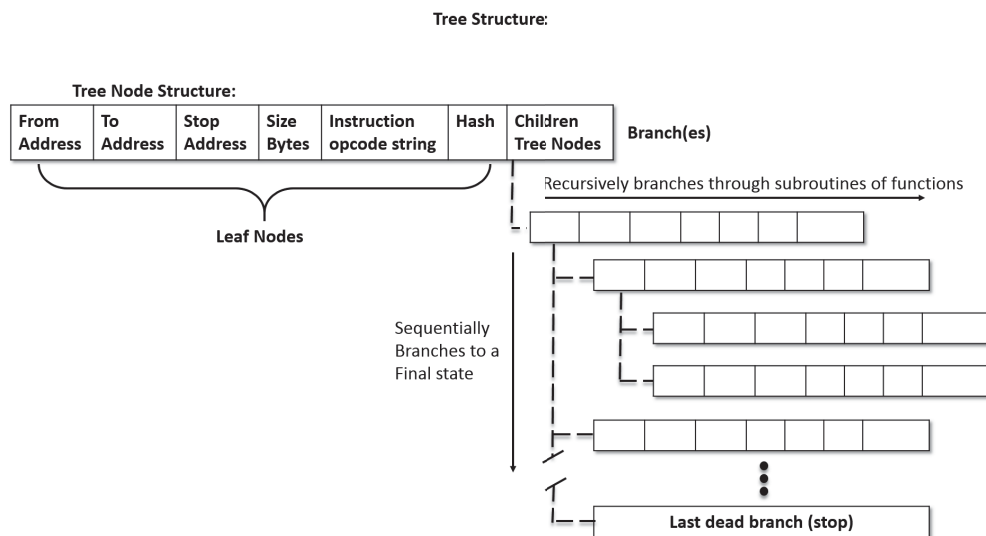 Tree Structure:
Tree Node Structure:
From Address
To Address
Stop Address
Size Bytes
Instruction opcode string
Hash
Children Tree Nodes
Branch(es)
Recursively branches through subroutines of functions
Leaf Nodes
Sequentially
Branches to a
Final state
Last dead branch (stop)